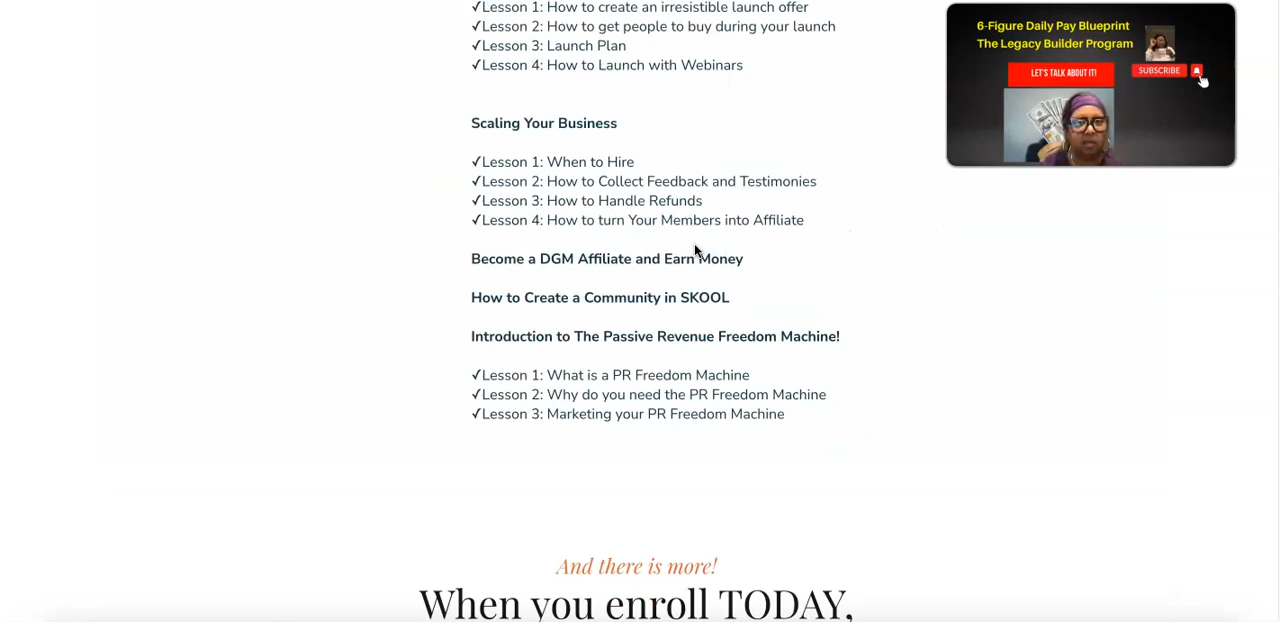 ✓Lesson 1: How to create an irresistible launch offer
✓Lesson 2: How to get people to buy during your launch
✓Lesson 3: Launch Plan
✓Lesson 4: How to Launch with Webinars
Scaling Your Business
✓Lesson 1: When to Hire
✓Lesson 2: How to Collect Feedback and Testimonies
✓Lesson 3: How to Handle Refunds
✓Lesson 4: How to turn Your Members into Affiliate
Become a DGM Affiliate and Earn Money
How to Create a Community in SKOOL
Introduction to The Passive Revenue Freedom Machine!
✓Lesson 1: What is a PR Freedom Machine
✓Lesson 2: Why do you need the PR Freedom Machine
✓Lesson 3: Marketing your PR Freedom Machine
And there is more!
When you enroll TODAY,
6-Figure Daily Pay Blueprint
The Legacy Builder Program
SUBSCRIBE
LET'S TALK ABOUT IT!